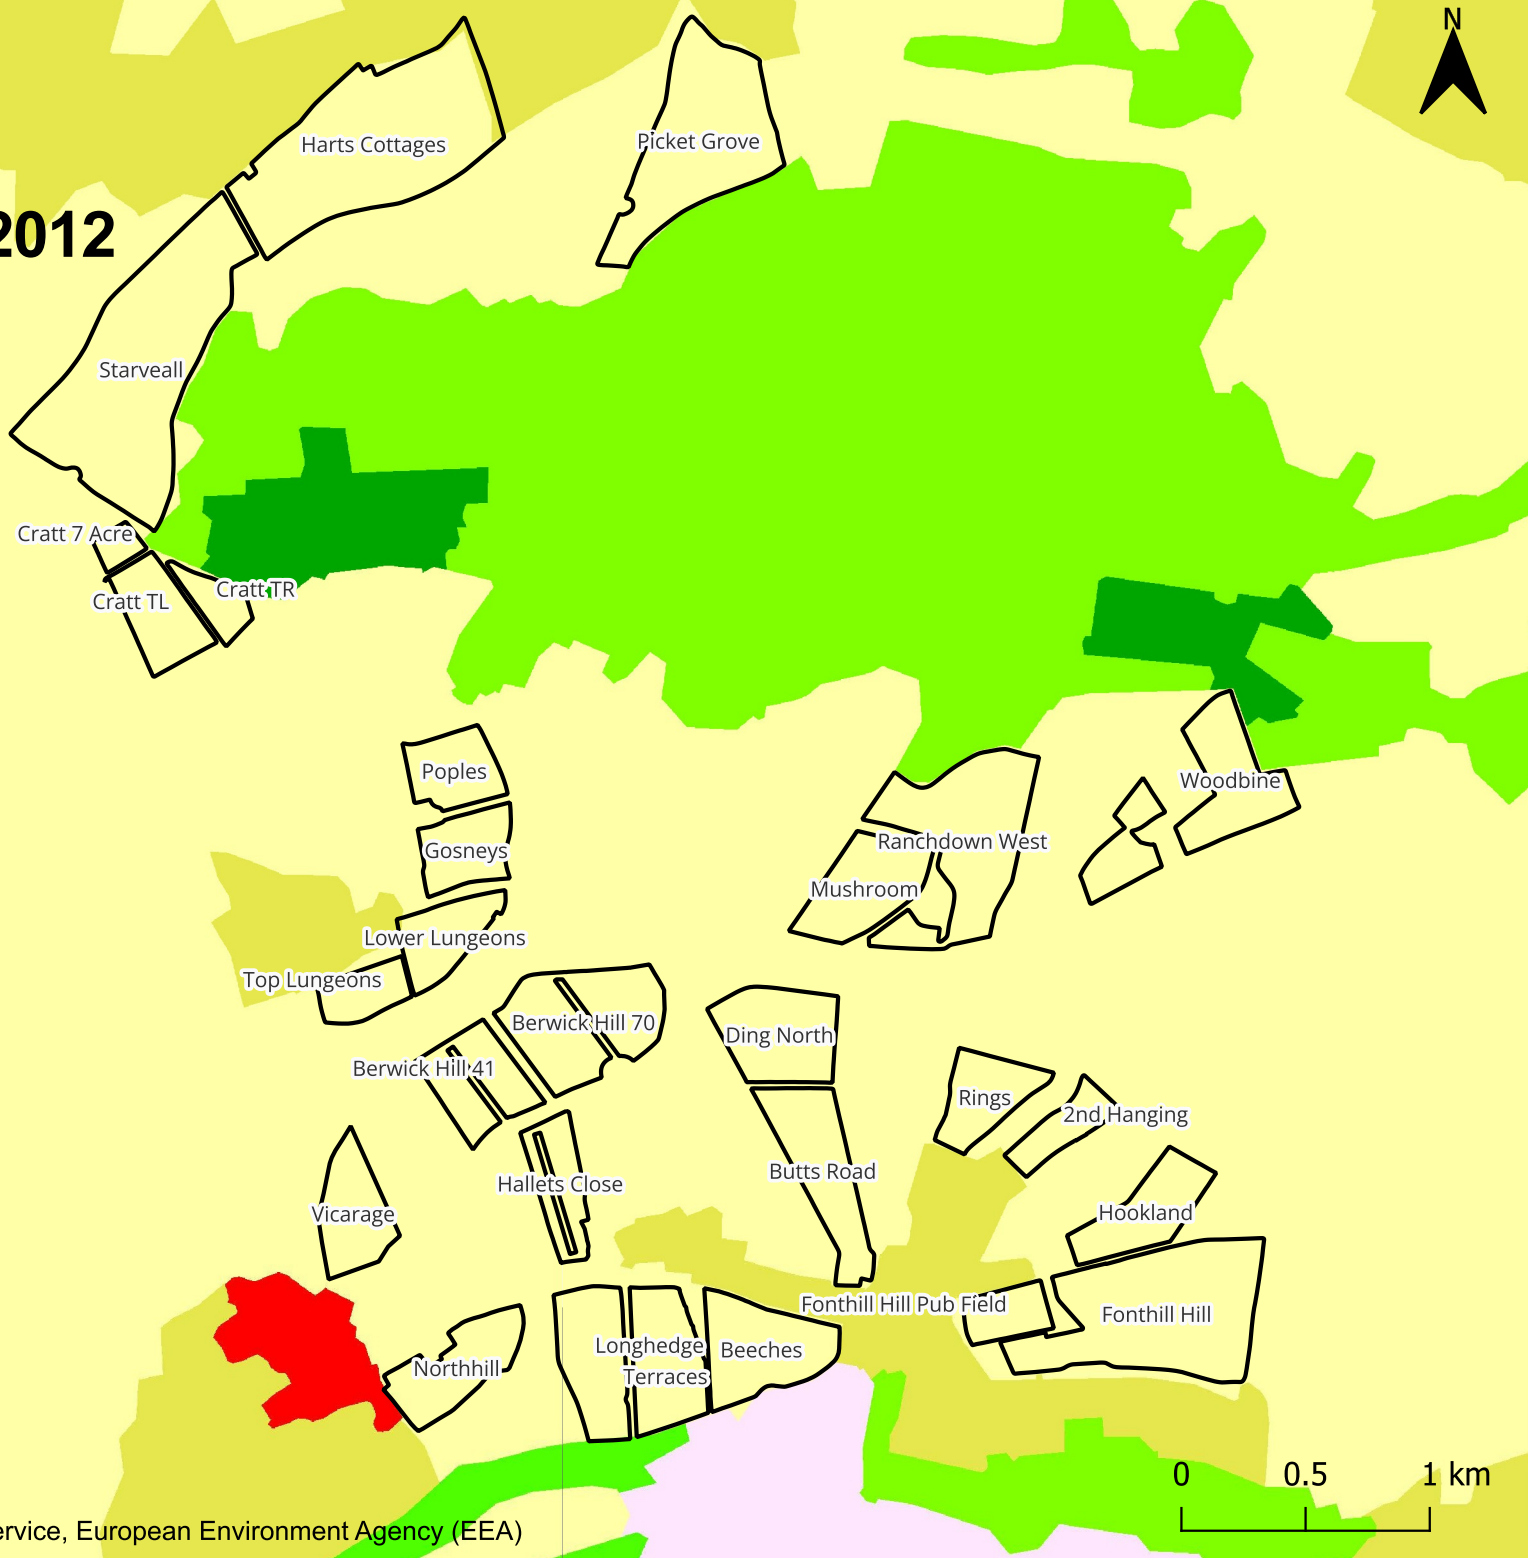 N
Harts Cottages
Picket Grove
2012
Starveall
Cratt 7 Acre
Cratt TR
Cratt TL
Poples
Woodbine
Gosneys
Ranchdown West
Mushroom
Lower Lungeons
Top Lungeons
Berwick Hill 70
Ding North
Berwick Hill 41
Rings
2nd Hanging
Butts Road
Hallets Close
Vicarage
Hookland
Fonthill Hill Pub Field
Fonthill Hill
Longhedge
Terraces
Beeches
Northhill
0 0.5 1 km
ervice, European Environment Agency (EEA)